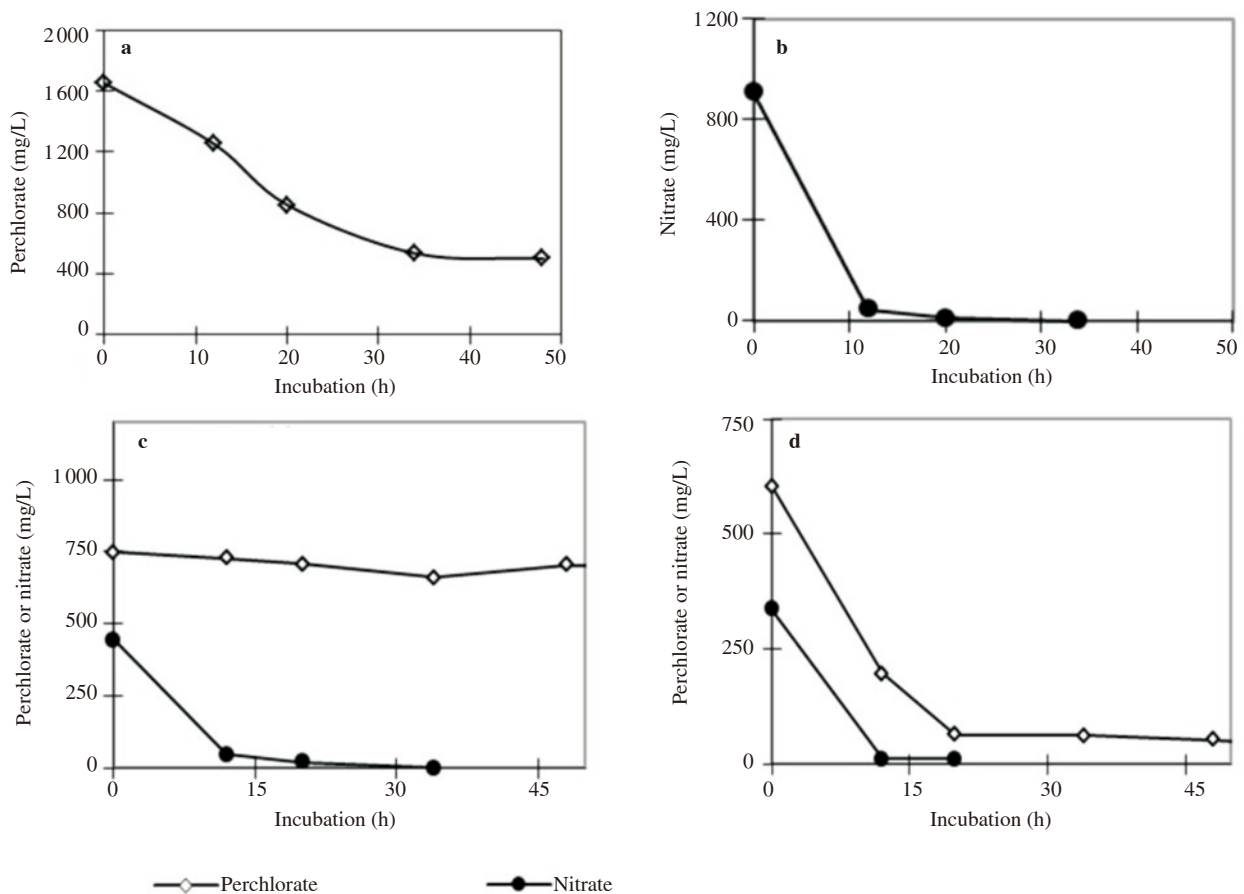 a
Perchlorate (mg/L)
2 000
1 600
1 200
800
400
0
0 10 20 30 40 50
Incubation (h)
b
Nitrate (mg/L)
1 200
800
400
0
0 10 20 30 40 50
Incubation (h)
c
Perchlorate or nitrate (mg/L)
1 000
750
500
250
0
0 15 30 45
Incubation (h)
d
Perchlorate or nitrate (mg/L)
750
500
250
0
0 15 30 45
Incubation (h)
Perchlorate Nitrate